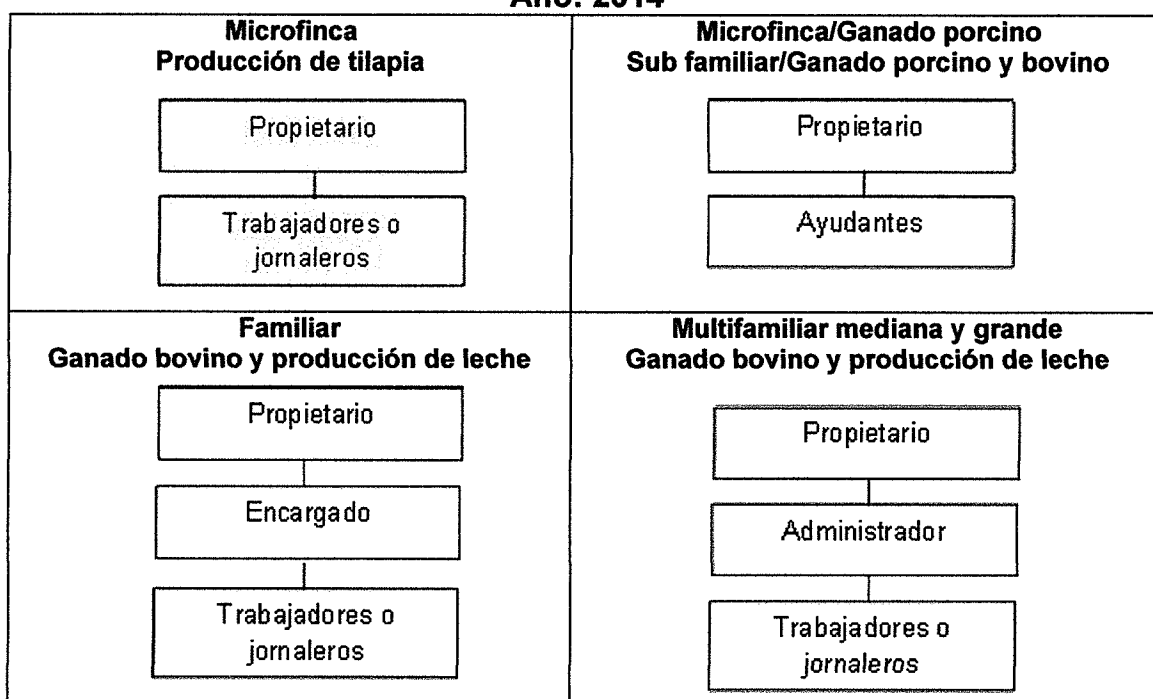 Año: 2014
Microfinca
Producción de tilapia
Propietario
Trabajadores o
jornaleros
Microfinca/Ganado porcino
Sub familiar/Ganado porcino y bovino
Propietario
Ayudantes
Familiar
Ganado bovino y producción de leche
Propietario
Encargado
Trabajadores o
jornaleros
Multifamiliar mediana y grande
Ganado bovino y producción de leche
Propietario
Administrador
Trabajadores o
jornaleros